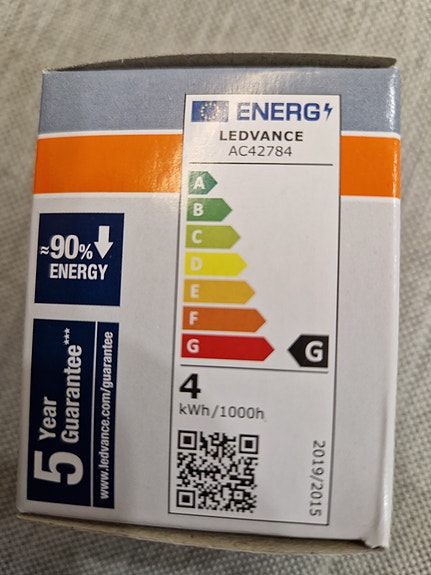 ENERG
LEDVANCE
AC42784
A
B
C
D
E
F
G
G
4
kWh/1000h
2019/2015
≈90%
ENERGY
5 Year
Guarantee***
www.ledvance.com/guarantee